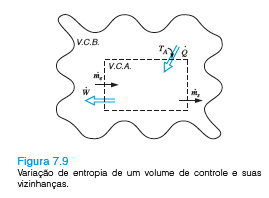 V.C.B.
T_A
Q̇
V.C.A.
ṁ_e
Ẇ
ṁ_s
Figura 7.9
Variação de entropia de um volume de controle e suas
vizinhanças.